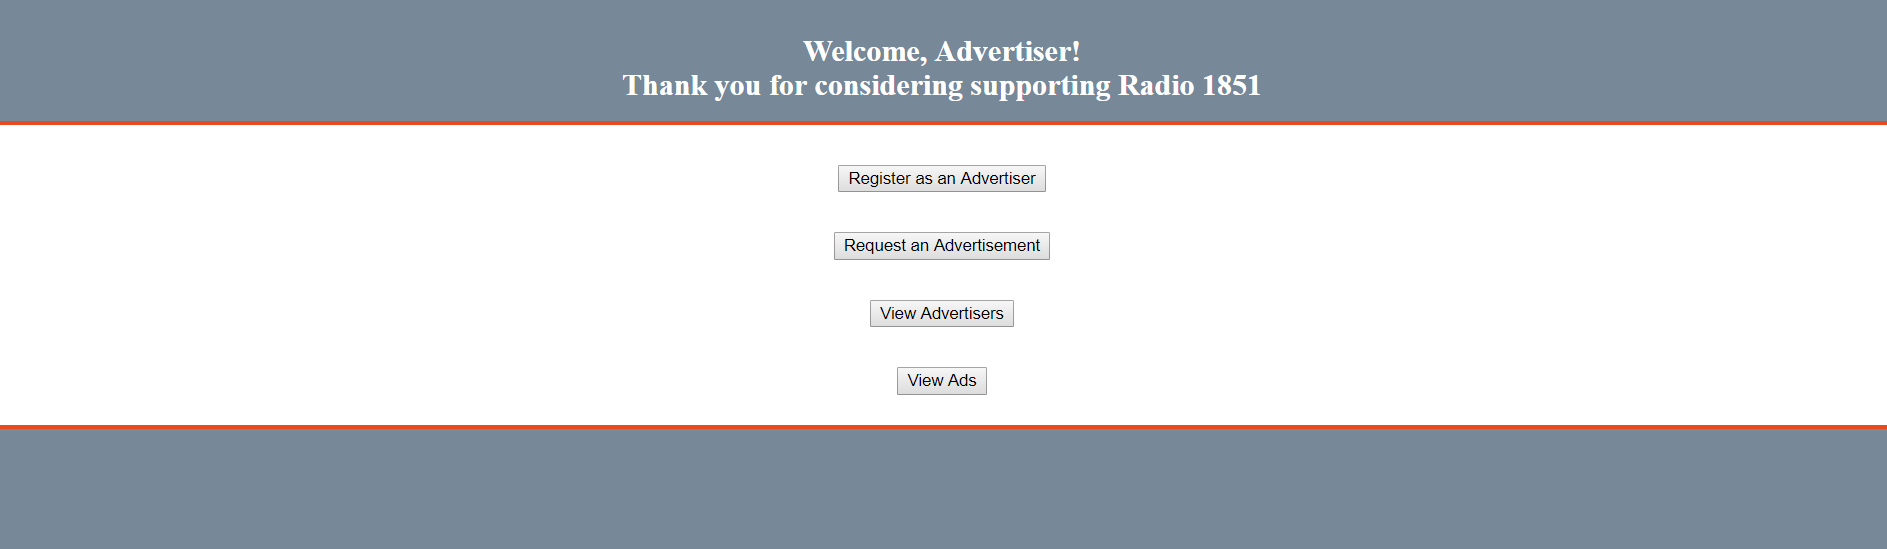 Welcome, Advertiser!
Thank you for considering supporting Radio 1851
Register as an Advertiser
Request an Advertisement
View Advertisers
View Ads